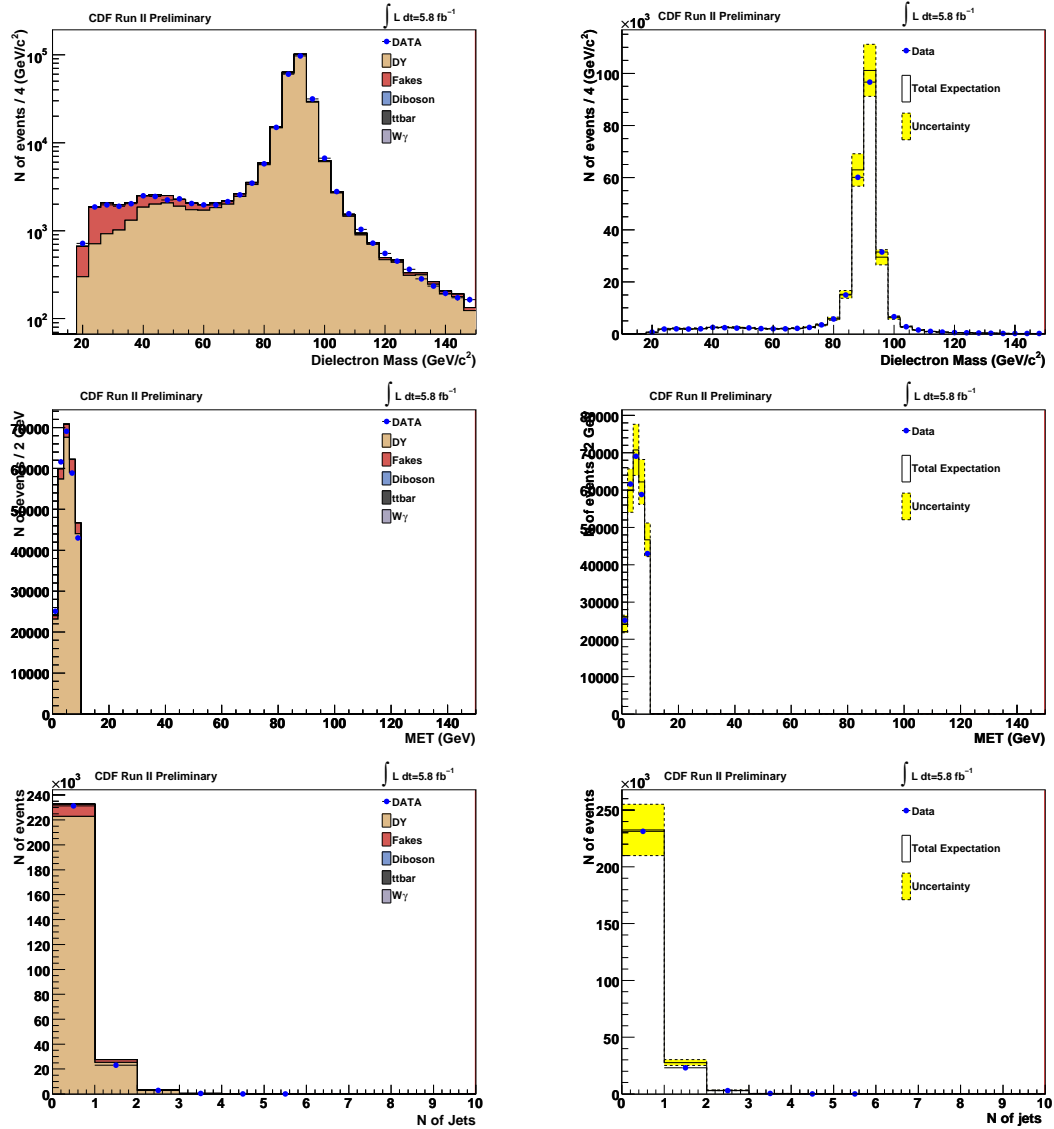 CDF Run II Preliminary
∫ L dt=5.8 fb⁻¹
N of events / 4 (GeV/c²)
10⁵
10⁴
10³
10²
DATA
DY
Fakes
Diboson
ttbar
Wγ
20 40 60 80 100 120 140
Dielectron Mass (GeV/c²)
CDF Run II Preliminary
∫ L dt=5.8 fb⁻¹
×10³
N of events / 4 (GeV/c²)
100
80
60
40
20
0
Data
Total Expectation
Uncertainty
20 40 60 80 100 120 140
Dielectron Mass (GeV/c²)
CDF Run II Preliminary
∫ L dt=5.8 fb⁻¹
N of events / 2 GeV
70000
60000
50000
40000
30000
20000
10000
0
DATA
DY
Fakes
Diboson
ttbar
Wγ
0 20 40 60 80 100 120 140
MET (GeV)
CDF Run II Preliminary
∫ L dt=5.8 fb⁻¹
N of events / 2 GeV
80000
70000
60000
50000
40000
30000
20000
10000
0
Data
Total Expectation
Uncertainty
0 20 40 60 80 100 120 140
MET (GeV)
CDF Run II Preliminary
∫ L dt=5.8 fb⁻¹
×10³
N of events
240
220
200
180
160
140
120
100
80
60
40
20
0
DATA
DY
Fakes
Diboson
ttbar
Wγ
0 1 2 3 4 5 6 7 8 9 10
N of Jets
CDF Run II Preliminary
∫ L dt=5.8 fb⁻¹
×10³
N of events
250
200
150
100
50
0
Data
Total Expectation
Uncertainty
0 1 2 3 4 5 6 7 8 9 10
N of jets